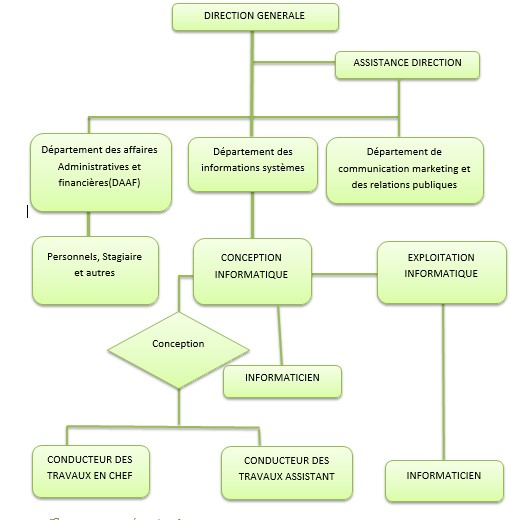 DIRECTION GENERALE
ASSISTANCE DIRECTION
Département des affaires
Administratives et
financières(DAAF)
Département des
informations systèmes
Département de
communication marketing et
des relations publiques
Personnels, Stagiaire
et autres
CONCEPTION
INFORMATIQUE
EXPLOITATION
INFORMATIQUE
Conception
INFORMATICIEN
CONDUCTEUR DES
TRAVAUX EN CHEF
CONDUCTEUR DES
TRAVAUX ASSISTANT
INFORMATICIEN